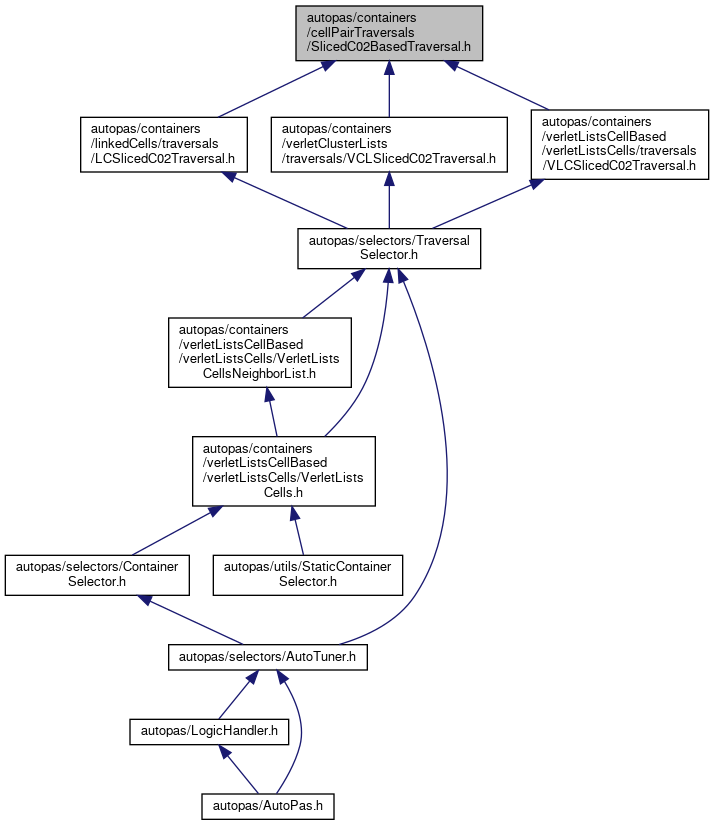 autopas/containers
/cellPairTraversals
/SlicedC02BasedTraversal.h
autopas/containers
/linkedCells/traversals
/LCSlicedC02Traversal.h
autopas/containers
/verletClusterLists
/traversals/VCLSlicedC02Traversal.h
autopas/containers
/verletListsCellBased
/verletListsCells/traversals
/VLCSlicedC02Traversal.h
autopas/selectors/Traversal
Selector.h
autopas/containers
/verletListsCellBased
/verletListsCells/VerletLists
CellsNeighborList.h
autopas/containers
/verletListsCellBased
/verletListsCells/VerletLists
Cells.h
autopas/selectors/Container
Selector.h
autopas/utils/StaticContainer
Selector.h
autopas/selectors/AutoTuner.h
autopas/LogicHandler.h
autopas/AutoPas.h